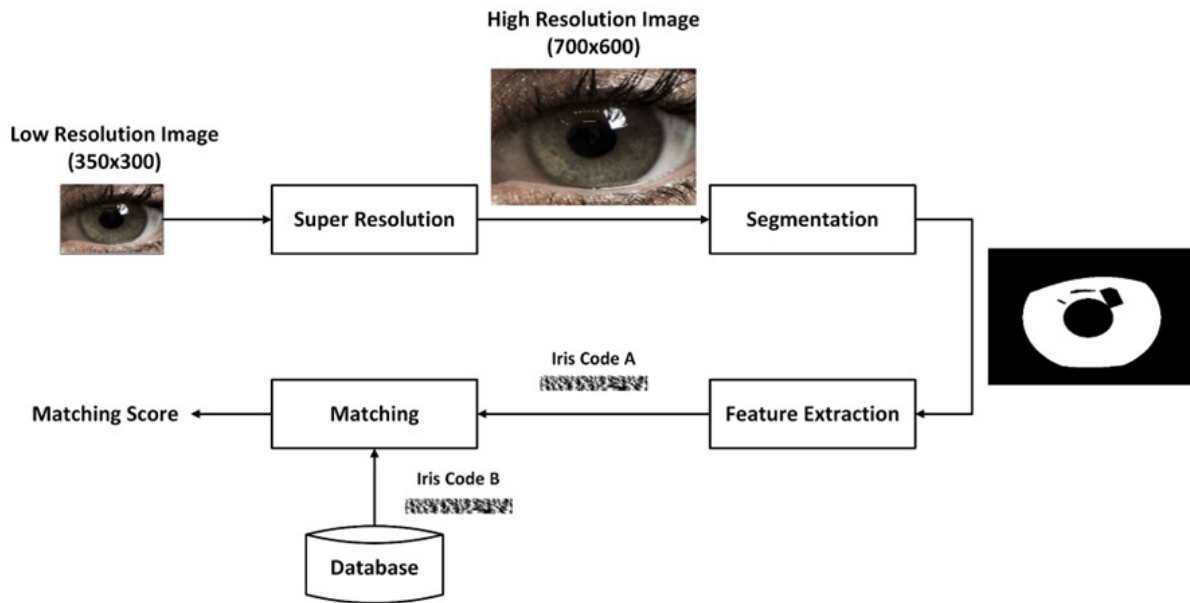 High Resolution Image
(700x600)
Low Resolution Image
(350x300)
Super Resolution
Segmentation
Iris Code A
Matching Score
Matching
Feature Extraction
Iris Code B
Database